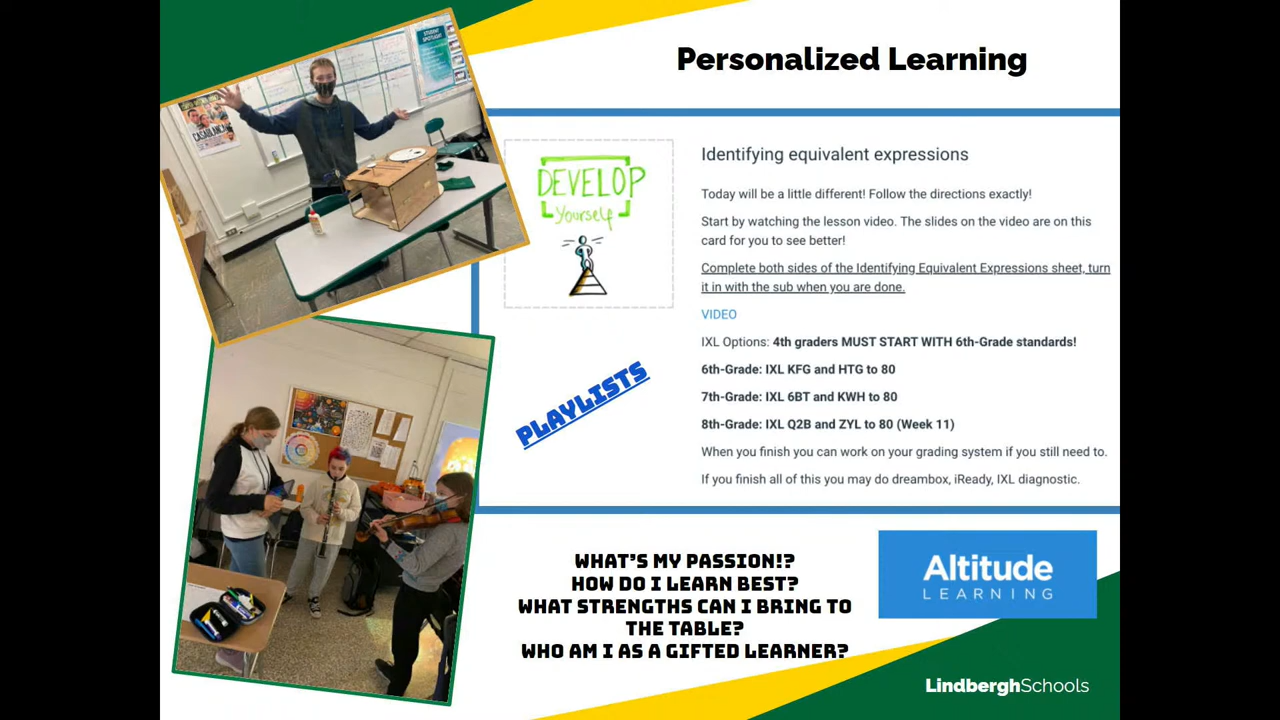 Personalized Learning
STUDENT
SPOTLIGHT
CASABLANCA
DEVELOP
Yourself
Identifying equivalent expressions
Today will be a little different! Follow the directions exactly!
Start by watching the lesson video. The slides on the video are on this
card for you to see better!
Complete both sides of the Identifying Equivalent Expressions sheet, turn
it in with the sub when you are done.
VIDEO
IXL Options: 4th graders MUST START WITH 6th-Grade standards!
6th-Grade: IXL KFG and HTG to 80
7th-Grade: IXL 6BT and KWH to 80
8th-Grade: IXL Q2B and ZYL to 80 (Week 11)
When you finish you can work on your grading system if you still need to.
If you finish all of this you may do dreambox, iReady, IXL diagnostic.
PLAYLISTS
WHAT'S MY PASSION!?
HOW DO I LEARN BEST?
WHAT STRENGTHS CAN I BRING TO
THE TABLE?
WHO AM I AS A GIFTED LEARNER?
Altitude
LEARNING
LindberghSchools